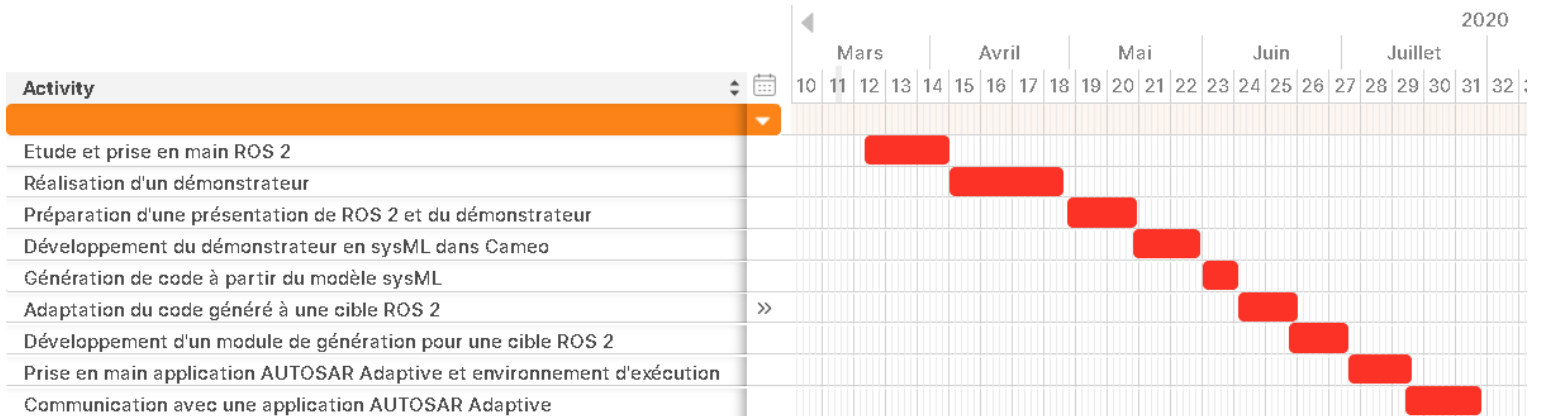 2020
Mars Avril Mai Juin Juillet
Activity 10 11 12 13 14 15 16 17 18 19 20 21 22 23 24 25 26 27 28 29 30 31 32
Etude et prise en main ROS 2
Réalisation d'un démonstrateur
Préparation d'une présentation de ROS 2 et du démonstrateur
Développement du démonstrateur en sysML dans Cameo
Génération de code à partir du modèle sysML
Adaptation du code généré à une cible ROS 2 »
Développement d'un module de génération pour une cible ROS 2
Prise en main application AUTOSAR Adaptive et environnement d'exécution
Communication avec une application AUTOSAR Adaptive